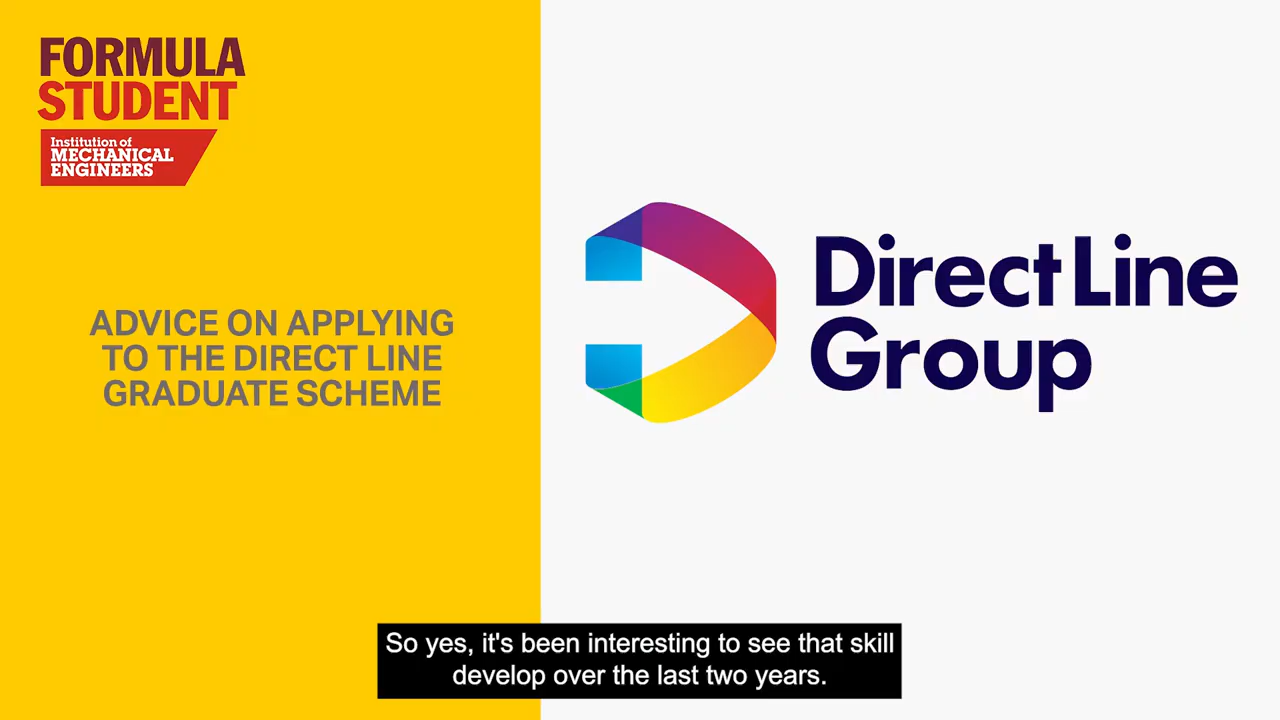 FORMULA
STUDENT
Institution of
MECHANICAL
ENGINEERS
ADVICE ON APPLYING
TO THE DIRECT LINE
GRADUATE SCHEME
Direct Line
Group
So yes, it's been interesting to see that skill
develop over the last two years.